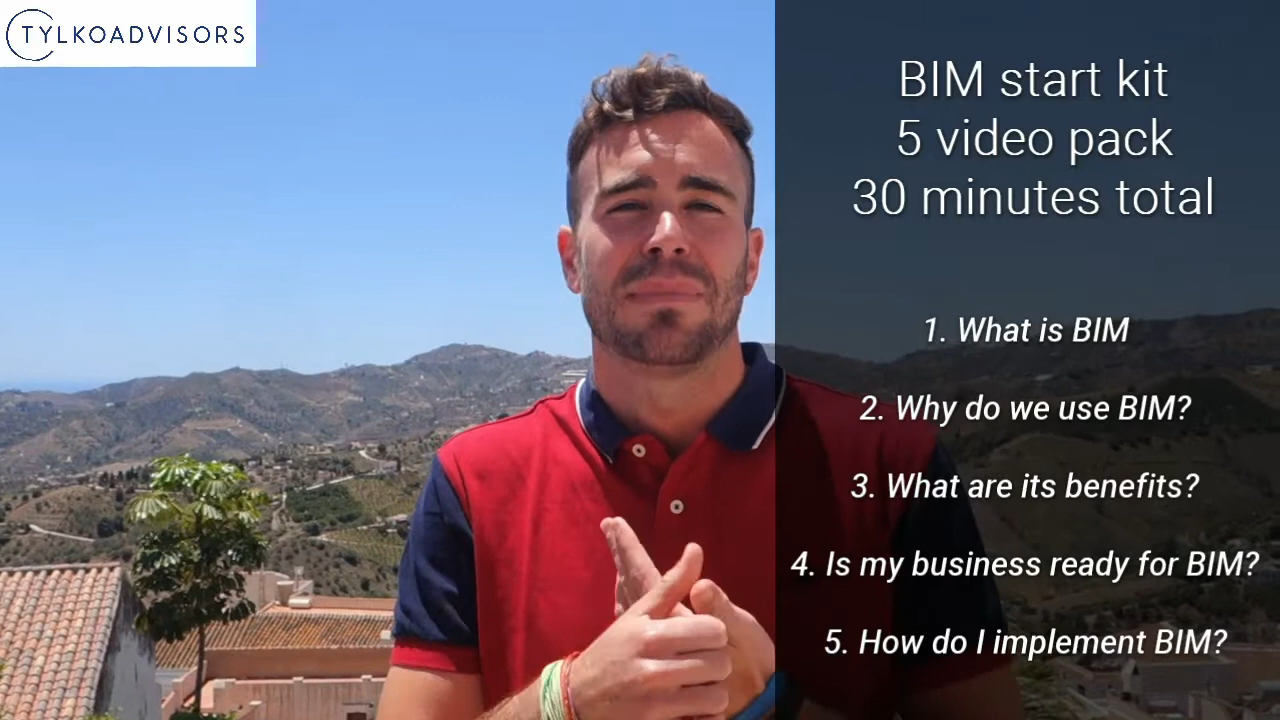 TYLKOADVISORS
BIM start kit
5 video pack
30 minutes total
1. What is BIM
2. Why do we use BIM?
3. What are its benefits?
4. Is my business ready for BIM?
5. How do I implement BIM?